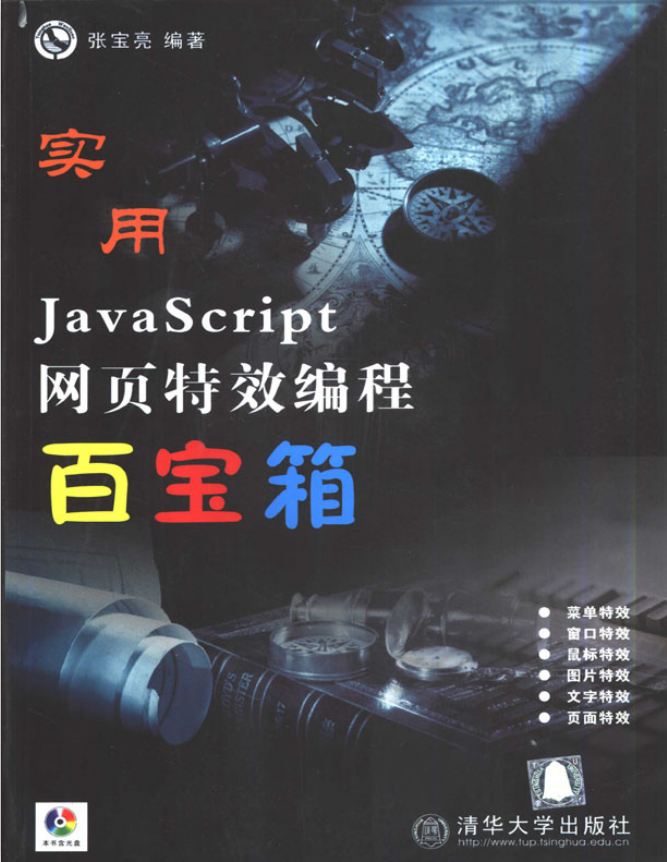 张宝亮 编著
实
用
JavaScript
网页特效编程
百宝箱
菜单特效
窗口特效
鼠标特效
图片特效
文字特效
页面特效
本书含光盘
清华大学出版社
http://www.tup.tsinghua.edu.cn